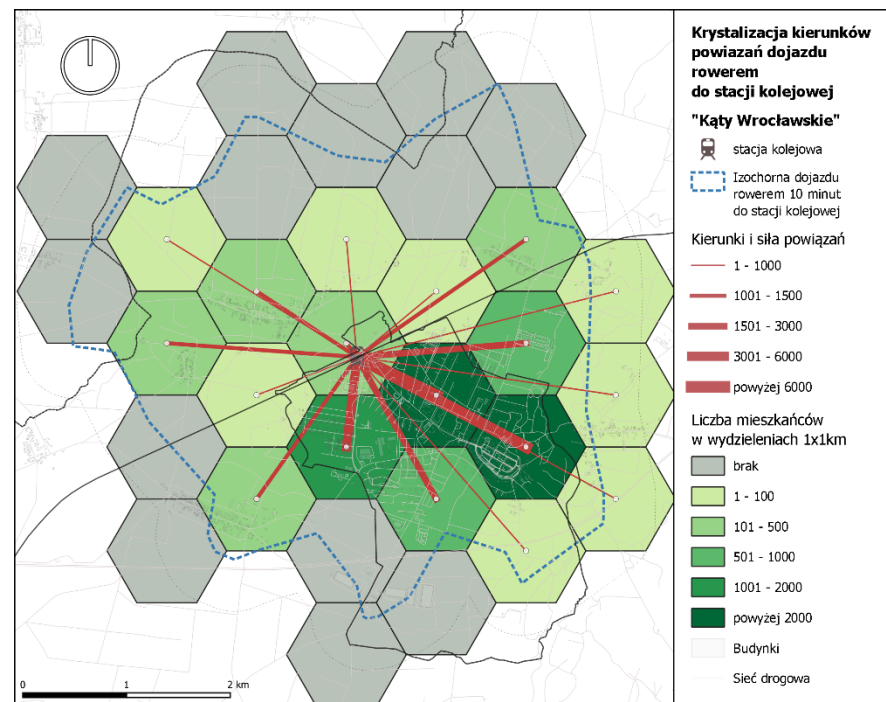 Krystalizacja kierunków
powiazań dojazdu
rowerem
do stacji kolejowej
"Kąty Wrocławskie"
stacja kolejowa
Izochorna dojazdu
rowerem 10 minut
do stacji kolejowej
Kierunki i siła powiązań
1 - 1000
1001 - 1500
1501 - 3000
3001 - 6000
powyżej 6000
Liczba mieszkańców
w wydzieleniach 1x1km
brak
1 - 100
101 - 500
501 - 1000
1001 - 2000
powyżej 2000
Budynki
Sieć drogowa
0 1 2 km